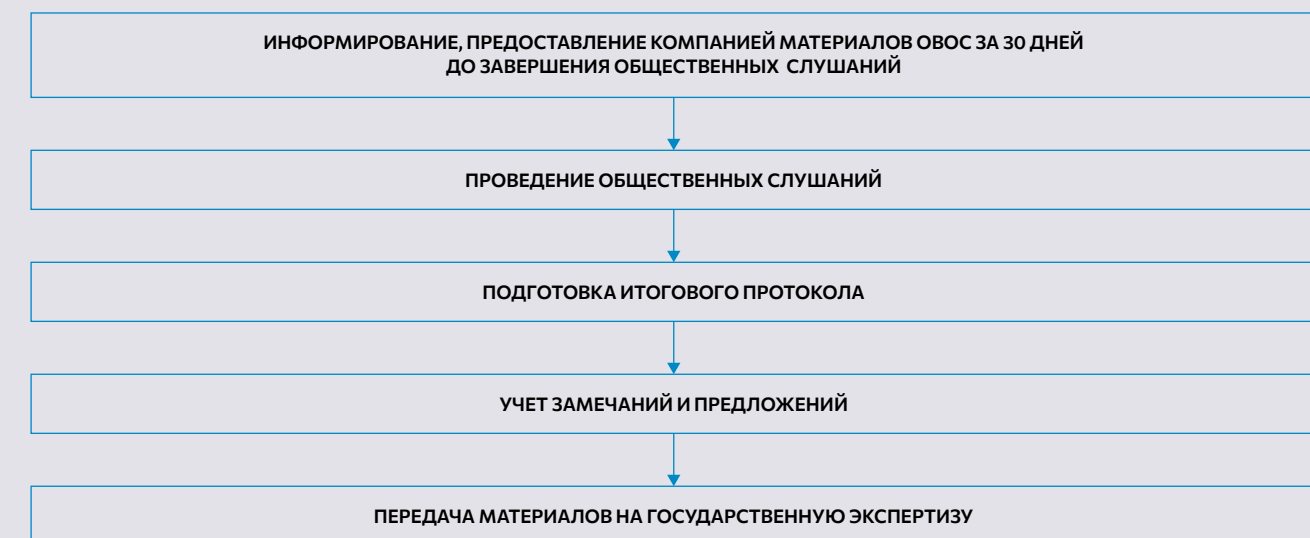 ИНФОРМИРОВАНИЕ, ПРЕДОСТАВЛЕНИЕ КОМПАНИЕЙ МАТЕРИАЛОВ ОВОС ЗА 30 ДНЕЙ
ДО ЗАВЕРШЕНИЯ ОБЩЕСТВЕННЫХ СЛУШАНИЙ
ПРОВЕДЕНИЕ ОБЩЕСТВЕННЫХ СЛУШАНИЙ
ПОДГОТОВКА ИТОГОВОГО ПРОТОКОЛА
УЧЕТ ЗАМЕЧАНИЙ И ПРЕДЛОЖЕНИЙ
ПЕРЕДАЧА МАТЕРИАЛОВ НА ГОСУДАРСТВЕННУЮ ЭКСПЕРТИЗУ